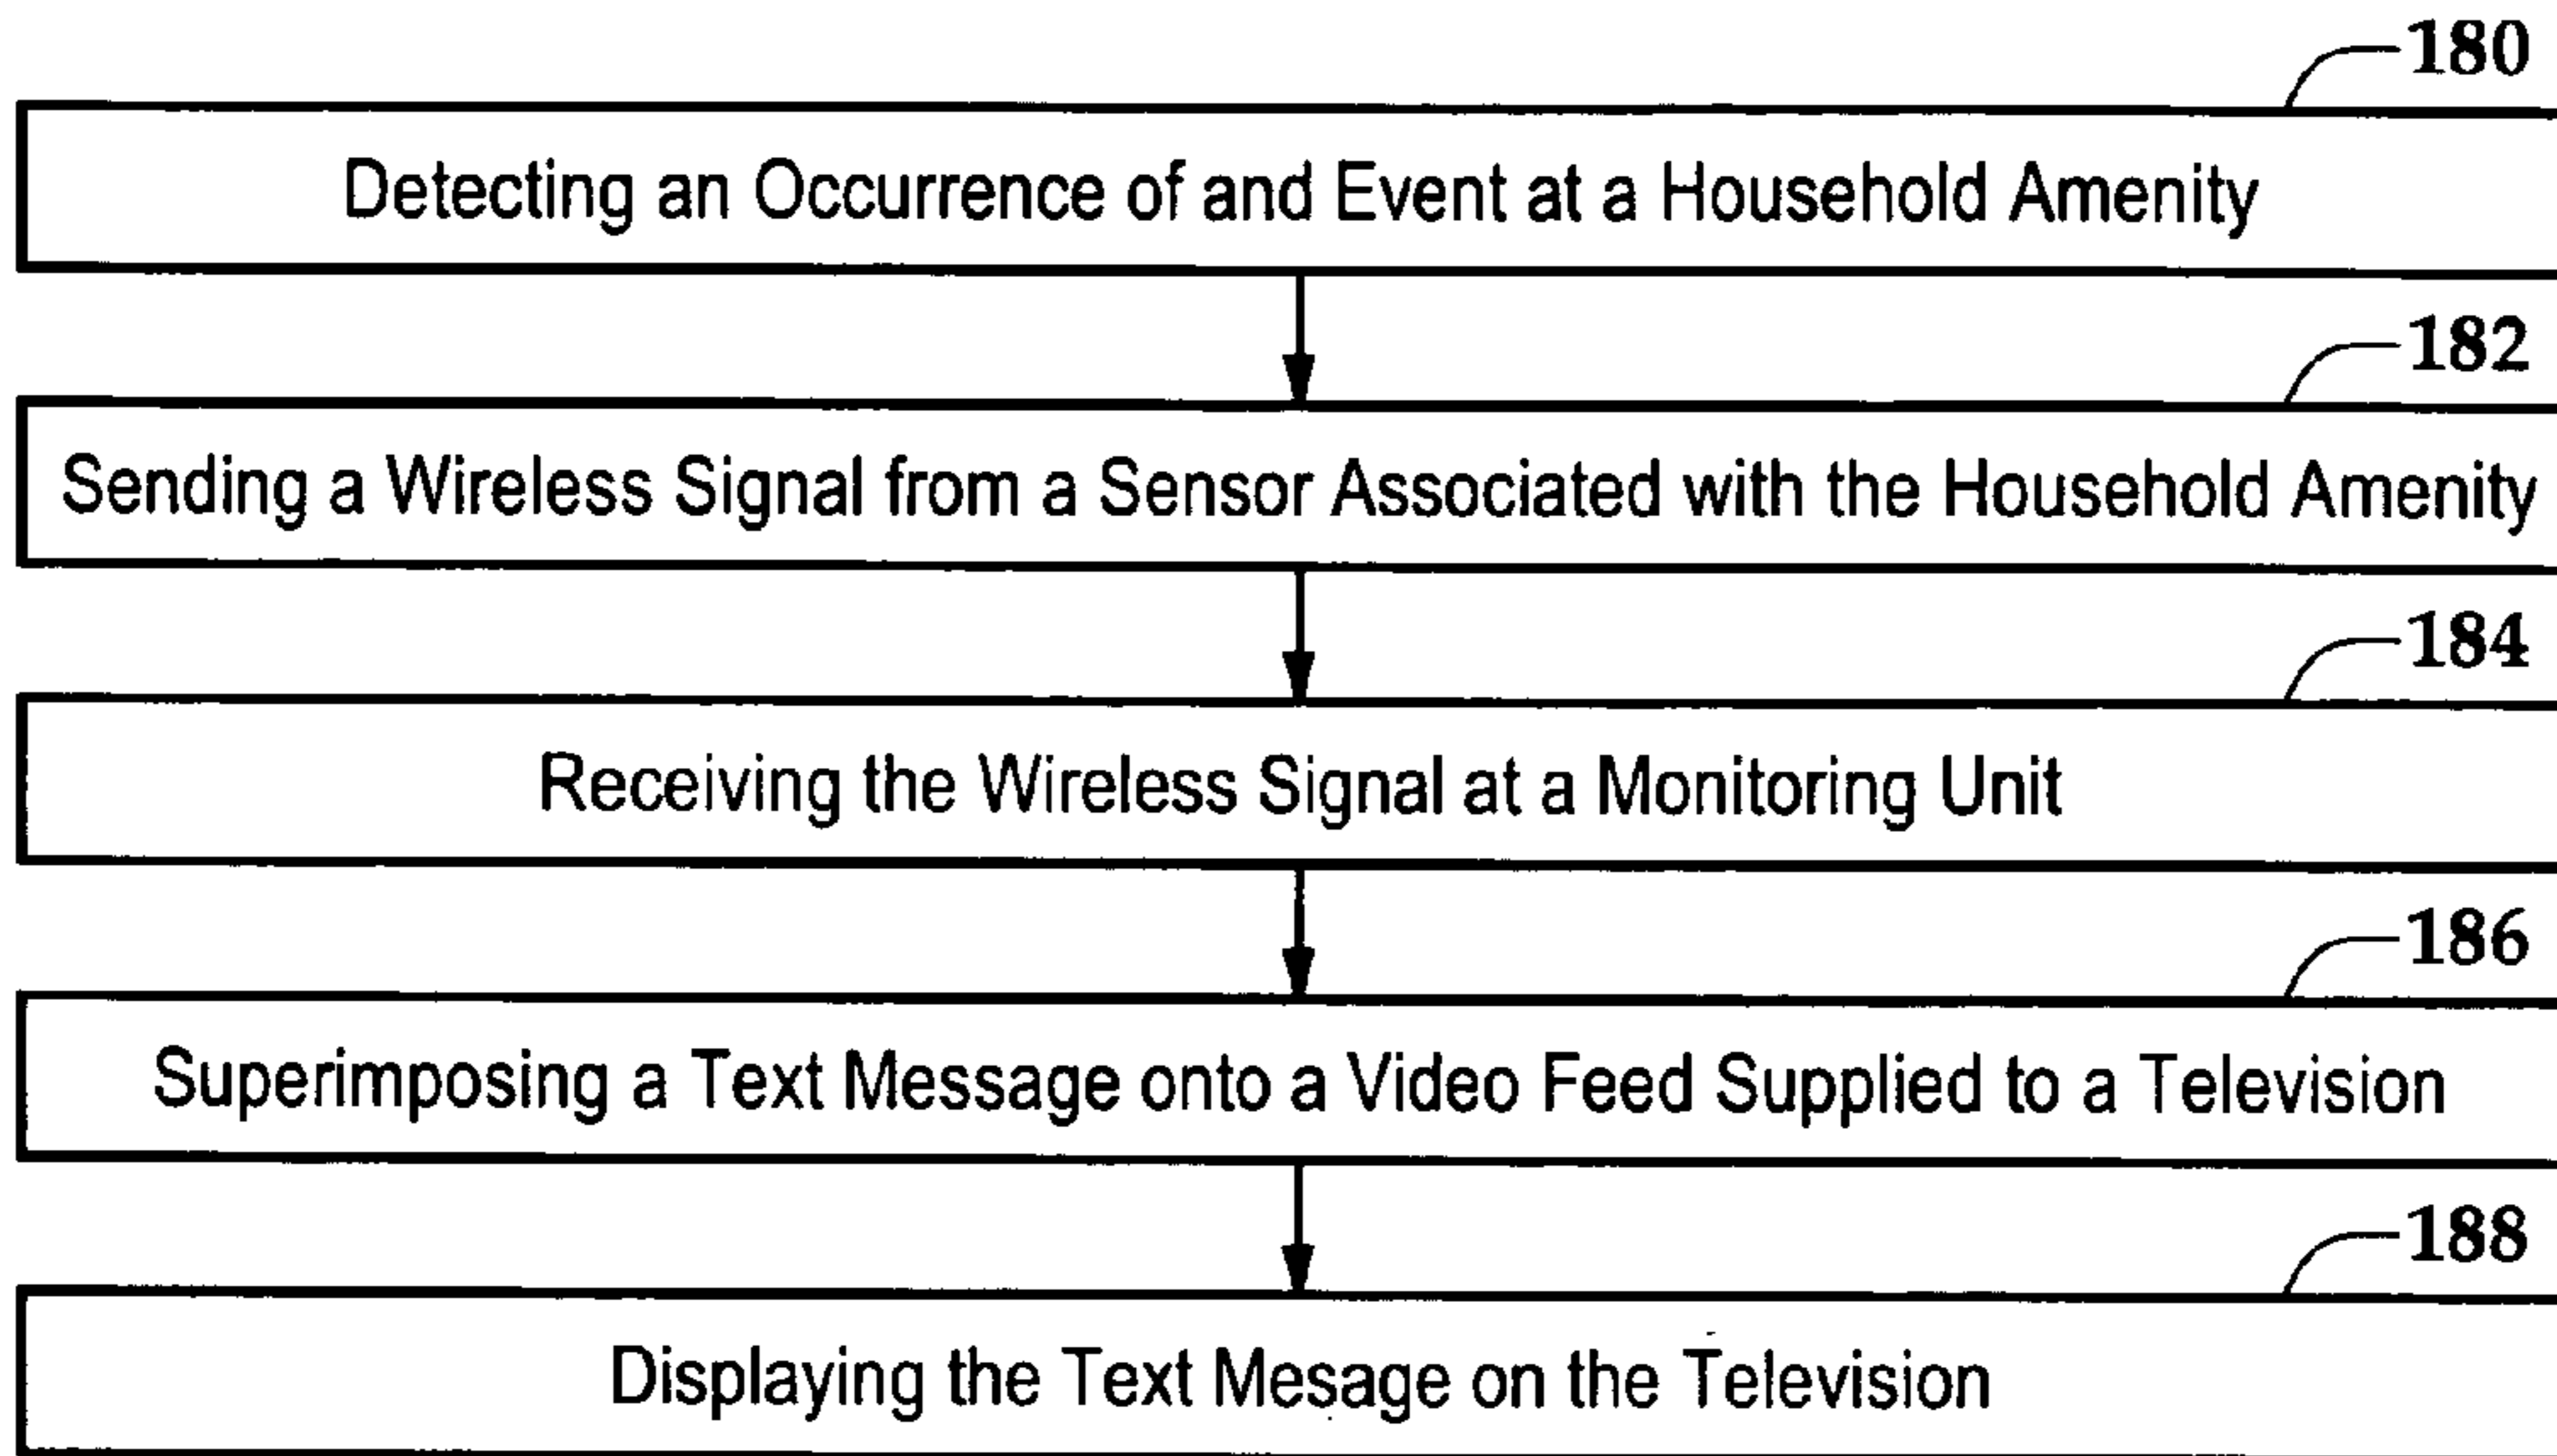 180
Detecting an Occurrence of and Event at a Household Amenity
182
Sending a Wireless Signal from a Sensor Associated with the Household Amenity
184
Receiving the Wireless Signal at a Monitoring Unit
186
Superimposing a Text Message onto a Video Feed Supplied to a Television
188
Displaying the Text Mesage on the Television